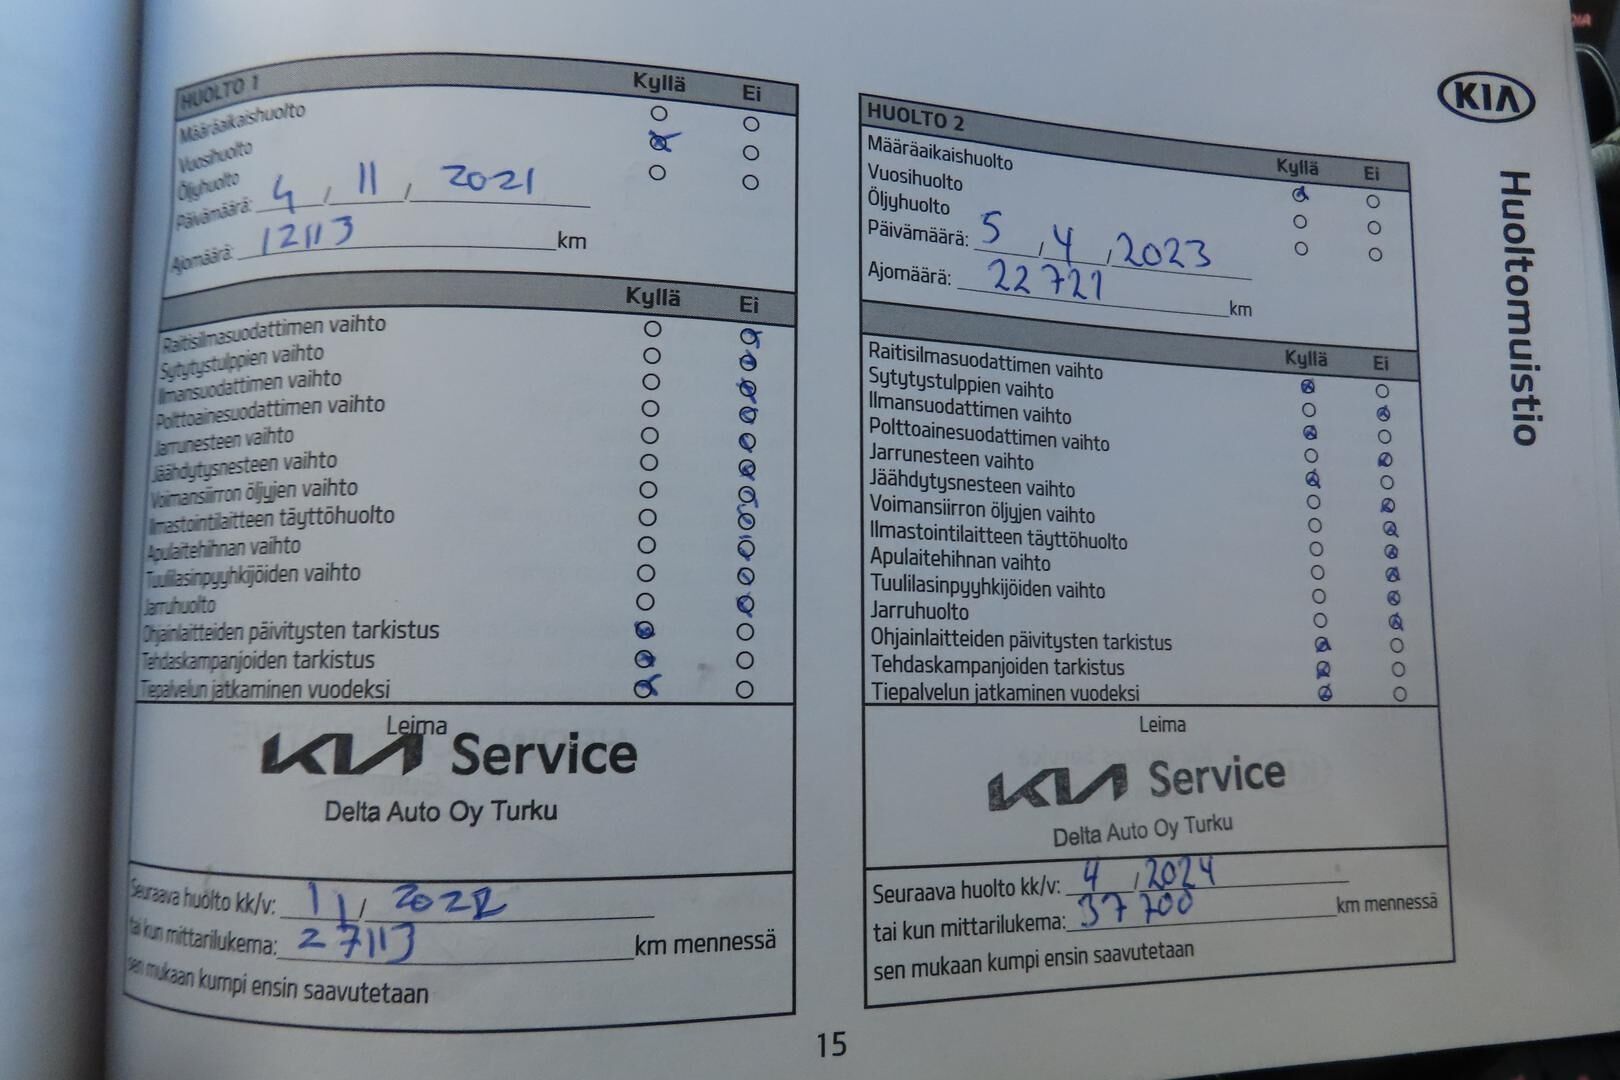 HUOLTO 1 Kyllä Ei
Määräaikaishuolto
Vuosihuolto
Öljyhuolto
Päivämäärä: 4 / 11 / 2021
Ajomäärä: 12113 km
Kyllä Ei
Raitisilmasuodattimen vaihto
Sytytystulppien vaihto
Ilmansuodattimen vaihto
Polttoainesuodattimen vaihto
Jarrunesteen vaihto
Jäähdytysnesteen vaihto
Voimansiirron öljyjen vaihto
Ilmastointilaitteen täyttöhuolto
Apulaitehihnan vaihto
Tuulilasinpyyhkijöiden vaihto
Jarruhuolto
Ohjainlaitteiden päivitysten tarkistus
Tehdaskampanjoiden tarkistus
Tiepalvelun jatkaminen vuodeksi
Leima
KIA Service
Delta Auto Oy Turku
Seuraava huolto kk/v: 11 / 2022
tai kun mittarilukema: 27113 km mennessä
sen mukaan kumpi ensin saavutetaan
HUOLTO 2 Kyllä Ei
Määräaikaishuolto
Vuosihuolto
Öljyhuolto
Päivämäärä: 5 / 4 / 2023
Ajomäärä: 22721 km
Kyllä Ei
Raitisilmasuodattimen vaihto
Sytytystulppien vaihto
Ilmansuodattimen vaihto
Polttoainesuodattimen vaihto
Jarrunesteen vaihto
Jäähdytysnesteen vaihto
Voimansiirron öljyjen vaihto
Ilmastointilaitteen täyttöhuolto
Apulaitehihnan vaihto
Tuulilasinpyyhkijöiden vaihto
Jarruhuolto
Ohjainlaitteiden päivitysten tarkistus
Tehdaskampanjoiden tarkistus
Tiepalvelun jatkaminen vuodeksi
Leima
KIA Service
Delta Auto Oy Turku
Seuraava huolto kk/v: 4 / 2024
tai kun mittarilukema: 37700 km mennessä
sen mukaan kumpi ensin saavutetaan
KIA
Huoltomuistio
15